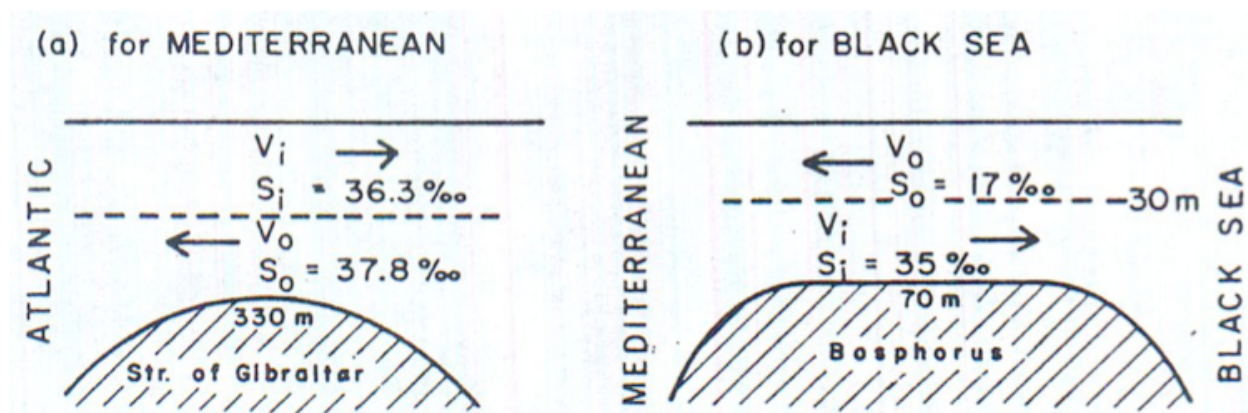 (a) for MEDITERRANEAN
ATLANTIC
Vi
Si = 36.3‰
Vo
So = 37.8‰
330 m
Str. of Gibraltar
(b) for BLACK SEA
MEDITERRANEAN
Vo
So = 17‰
30 m
Vi
Si = 35‰
70 m
Bosphorus
BLACK SEA